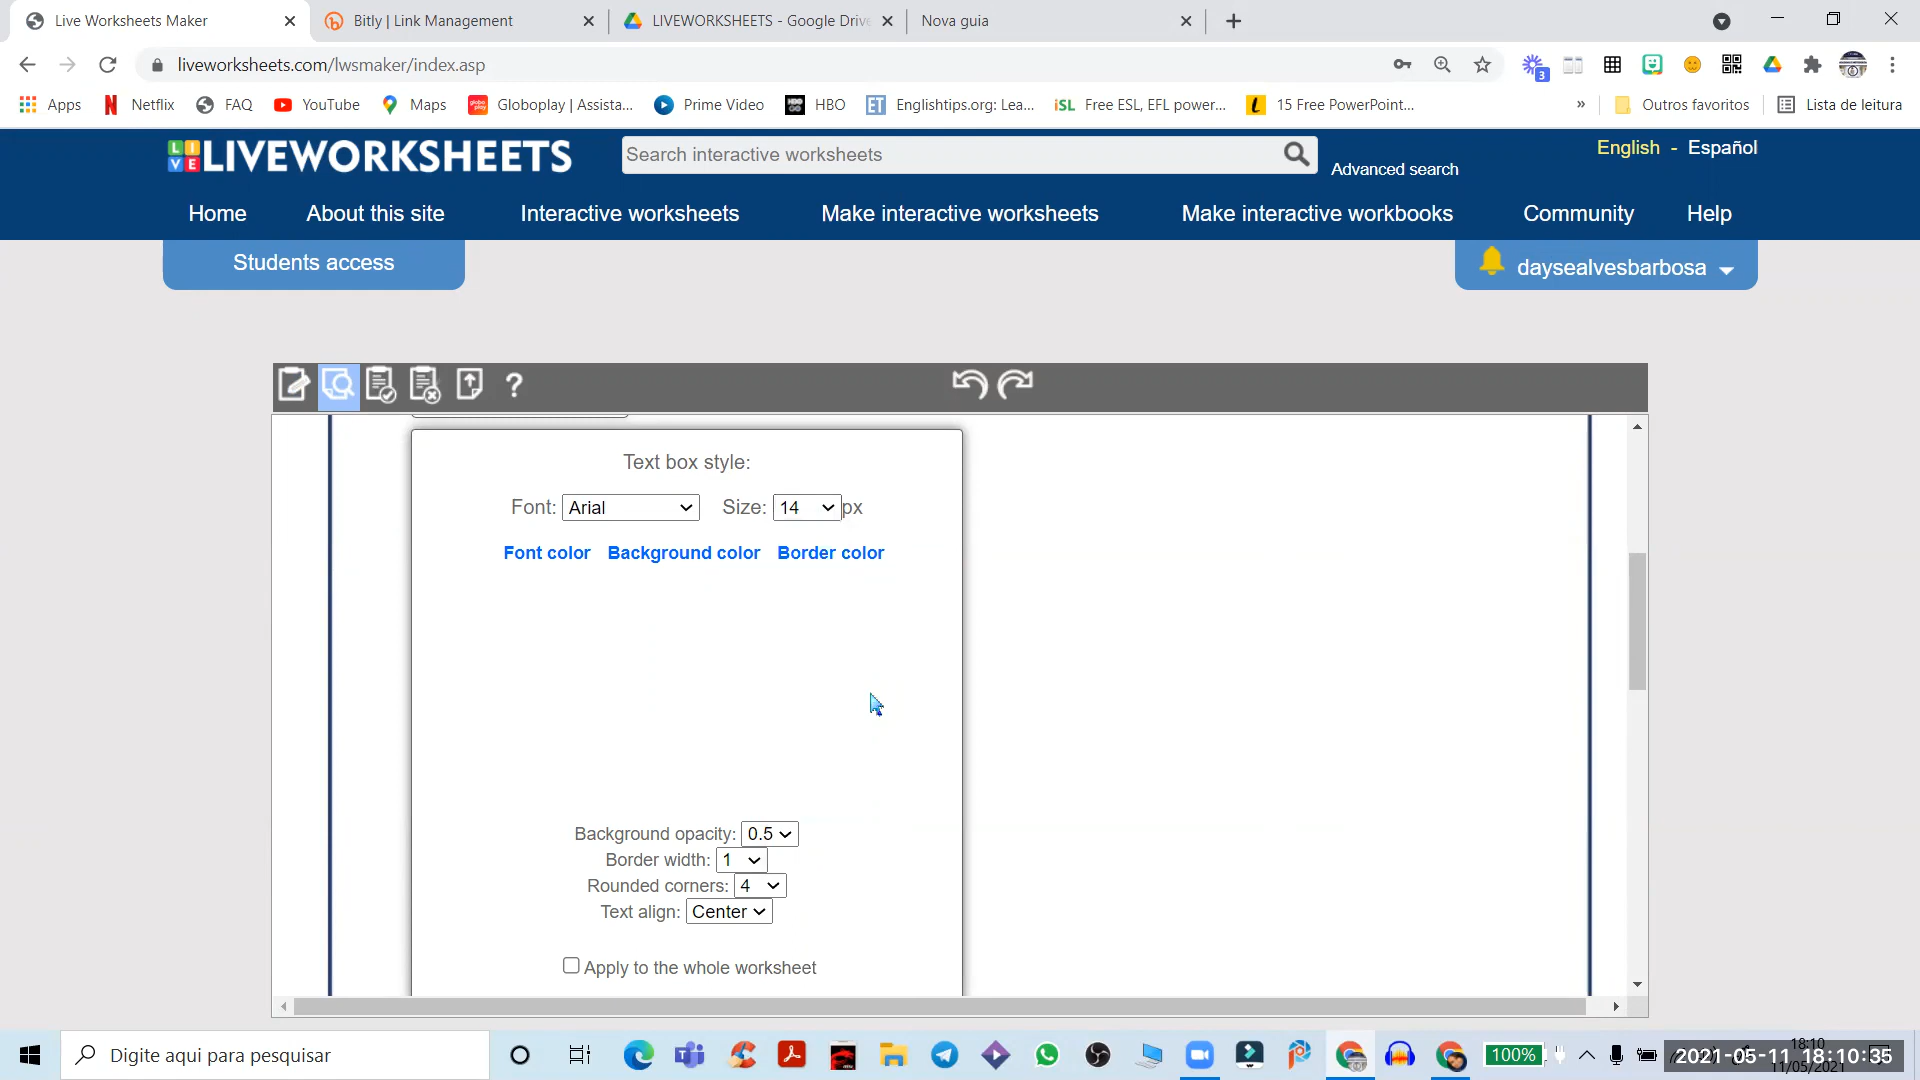 Live Worksheets Maker
Bitly | Link Management
LIVEWORKSHEETS - Google Drive
Nova guia
liveworksheets.com/lwsmaker/index.asp
3
Apps
Netflix
FAQ
YouTube
Maps
Globoplay | Assista...
Prime Video
HBO
Englishtips.org: Lea...
Free ESL, EFL power...
15 Free PowerPoint...
»
Outros favoritos
Lista de leitura
LIVEWORKSHEETS
Search interactive worksheets
Advanced search
English - Español
Home
About this site
Interactive worksheets
Make interactive worksheets
Make interactive workbooks
Community
Help
Students access
daysealvesbarbosa
?
Text box style:
Font: Arial Size: 14 px
Font color Background color Border color
Background opacity: 0.5
Border width: 1
Rounded corners: 4
Text align: Center
Apply to the whole worksheet
Digite aqui para pesquisar
100%
18:10
11/05/2021
2021-05-11 18:10:35